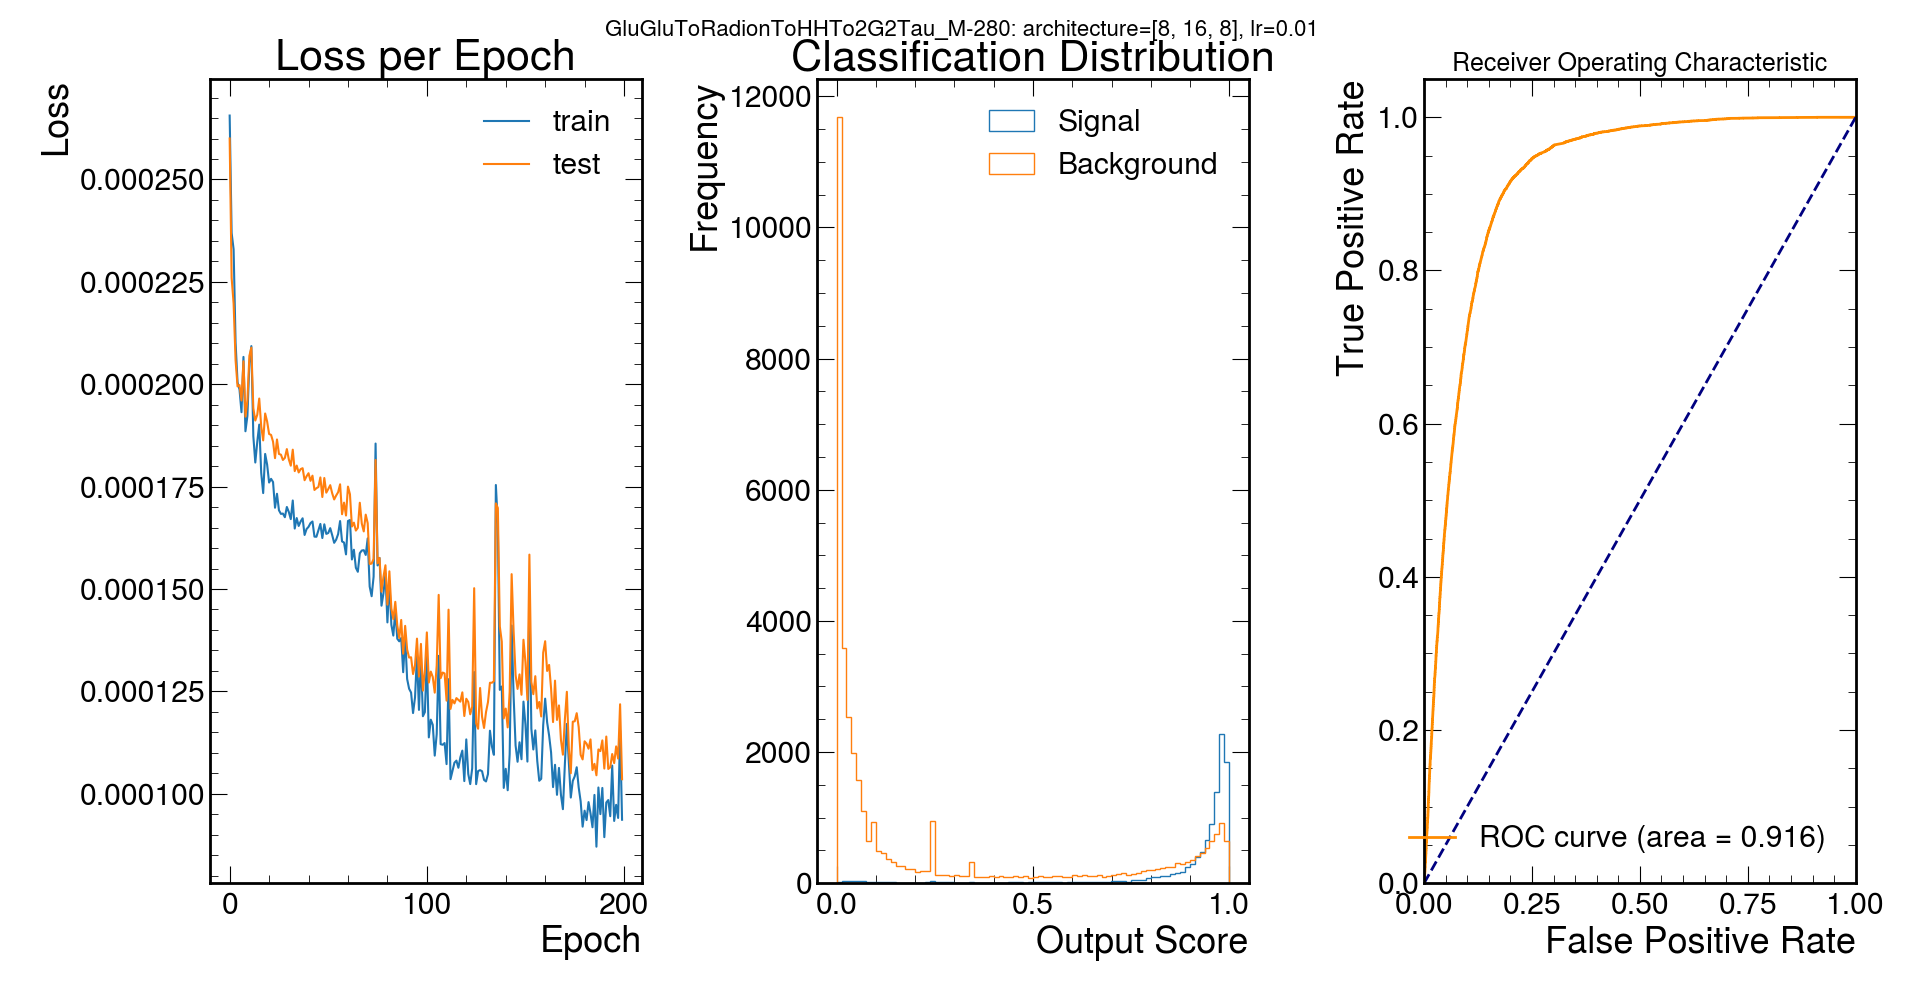 GluGluToRadionToHHTo2G2Tau_M-280: architecture=[8, 16, 8], lr=0.01
Loss per Epoch
Loss
train
test
0.000250
0.000225
0.000200
0.000175
0.000150
0.000125
0.000100
0
100
200
Epoch
Classification Distribution
Frequency
Signal
Background
12000
10000
8000
6000
4000
2000
0
0.0
0.5
1.0
Output Score
Receiver Operating Characteristic
True Positive Rate
1.0
0.8
0.6
0.4
0.2
0.0
ROC curve (area = 0.916)
0.00
0.25
0.50
0.75
1.00
False Positive Rate